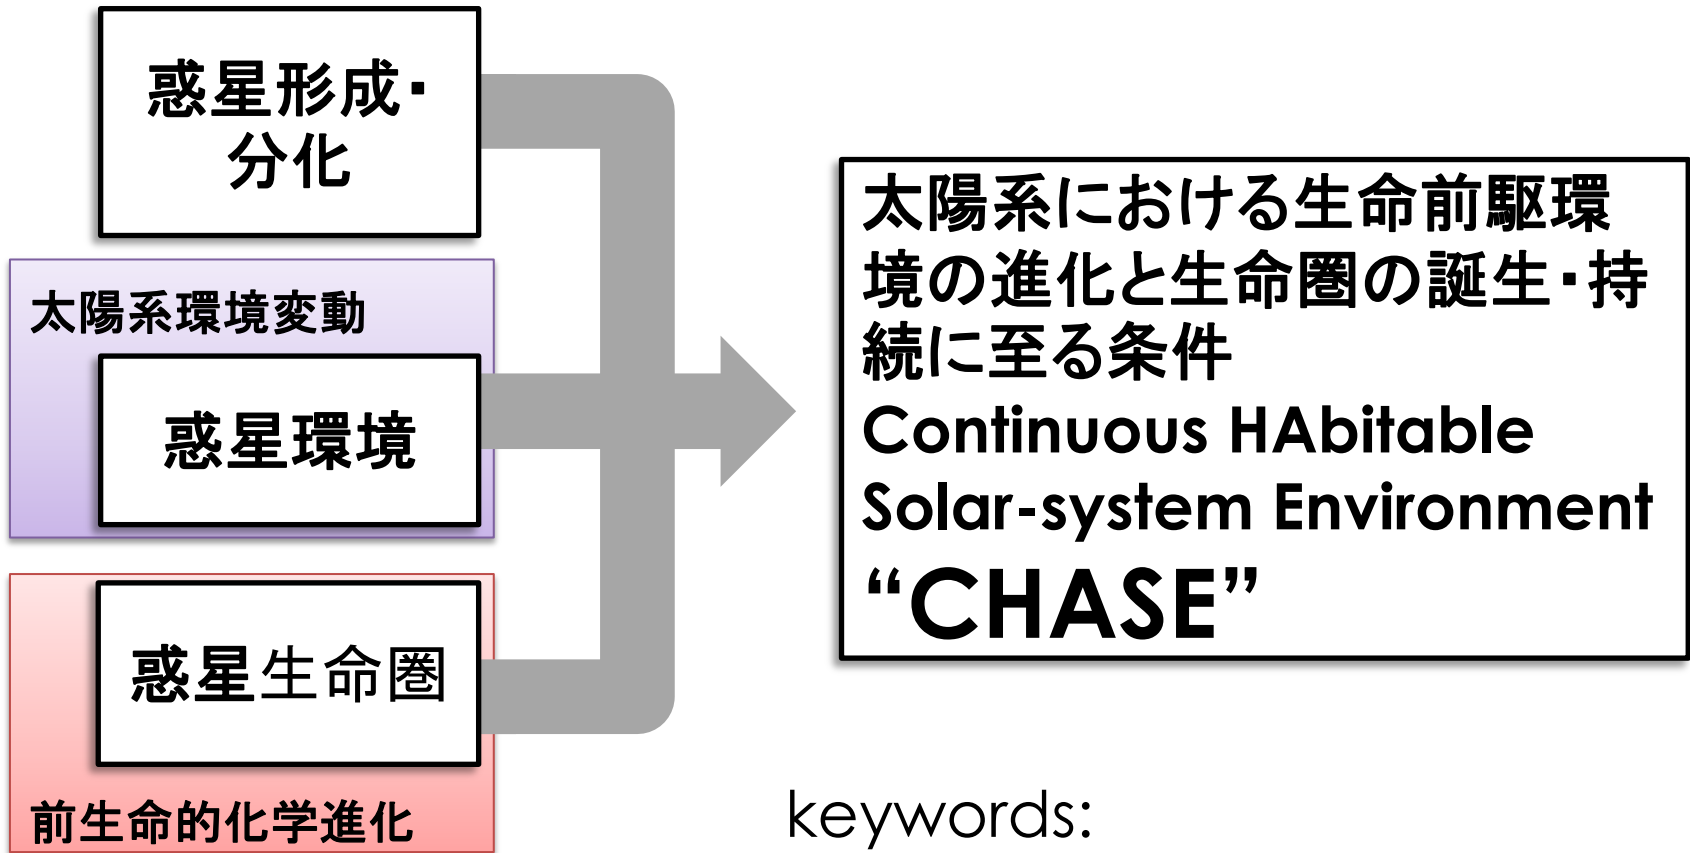 惑星形成・
分化
太陽系環境変動
惑星環境
惑星生命圏
前生命的化学進化
太陽系における生命前駆環
境の進化と生命圏の誕生・持
続に至る条件
Continuous HAbitable
Solar-system Environment
“CHASE”
keywords: